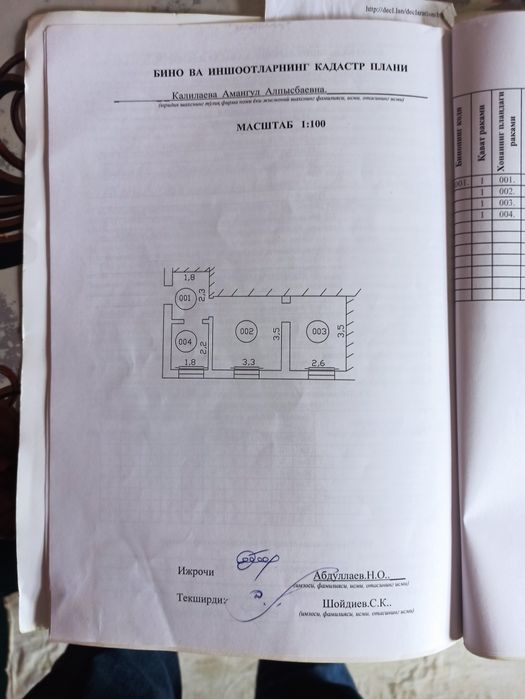 http://decl.lan/declaration/
БИНО ВА ИНШООТЛАРНИНГ КАДАСТР ПЛАНИ
Калилаева Амангул Алпысбаевна.
(юридик шахснинг тўлиқ фирма номи ёки жисмоний шахснинг фамилияси, исми, отасининг исми)
МАСШТАБ 1:100
1,8
001
2,3
004
2,2
1,8
002
3,5
3,3
003
3,5
2,6
Ижрочи
Абдуллаев.Н.О..
(имзоси, фамилияси, исми, отасининг исми)
Текширди:
Шойдиев.С.К..
(имзоси, фамилияси, исми, отасининг исми)
Бинонинг коди
Қават рақами
Хонанинг пландаги рақами
001.
1
001.
1
002.
1
003.
1
004.